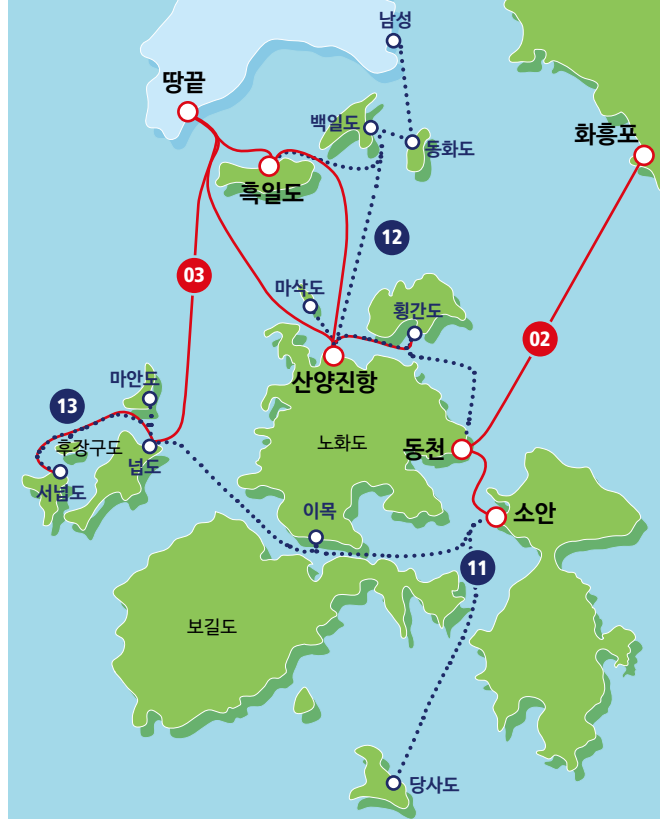 남성
땅끝
백일도
동화도
화흥포
흑일도
12
03
마삭도
횡간도
02
산양진항
마안도
13
후장구도
넙도
노화도
동천
서넙도
이목
소안
11
보길도
당사도